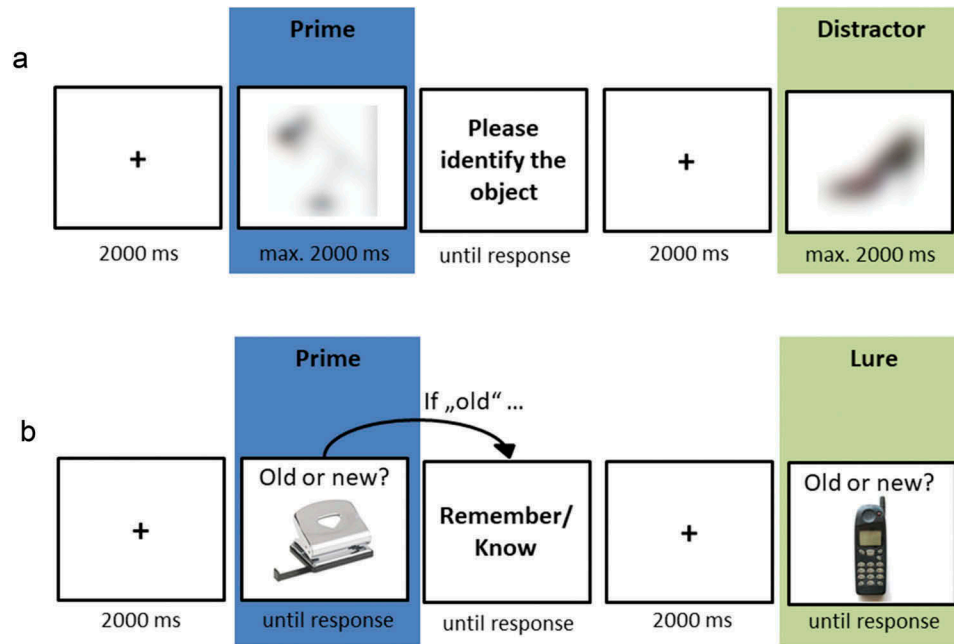 Prime
Distractor
a
+
Please
identify the
object
+
2000 ms
max. 2000 ms
until response
2000 ms
max. 2000 ms
Prime
Lure
If „old“ ...
b
+
Old or new?
Remember/
Know
+
Old or new?
2000 ms
until response
until response
2000 ms
until response